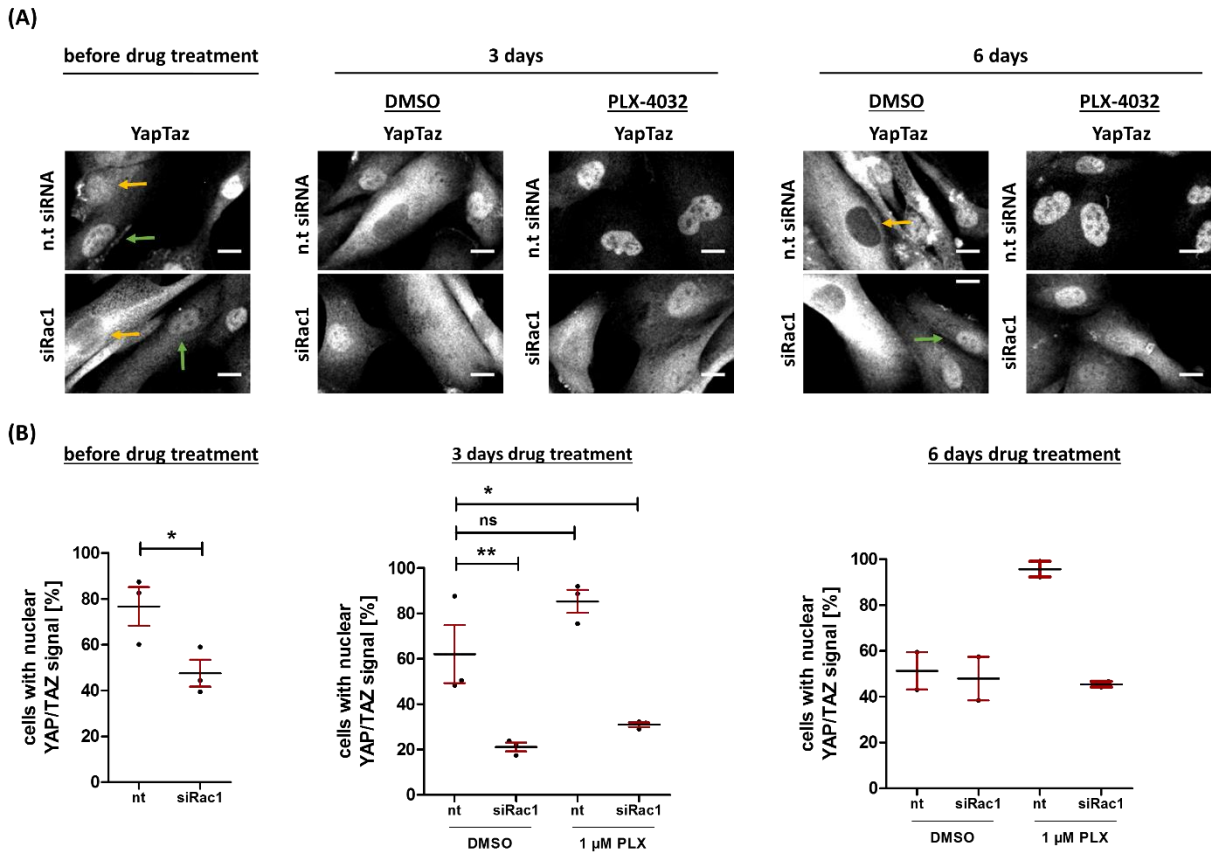 (A)
before drug treatment
3 days
6 days
DMSO
PLX-4032
DMSO
PLX-4032
YapTaz
YapTaz
YapTaz
YapTaz
YapTaz
n.t siRNA
n.t siRNA
n.t siRNA
n.t siRNA
n.t siRNA
siRac1
siRac1
siRac1
siRac1
siRac1
(B)
before drug treatment
3 days drug treatment
6 days drug treatment
*
cells with nuclear
YAP/TAZ signal [%]
100
80
60
40
20
0
nt
siRac1
*
ns
**
cells with nuclear
YAP/TAZ signal [%]
100
80
60
40
20
0
nt
siRac1
nt
siRac1
DMSO
1 µM PLX
cells with nuclear
YAP/TAZ signal [%]
100
80
60
40
20
0
nt
siRac1
nt
siRac1
DMSO
1 µM PLX